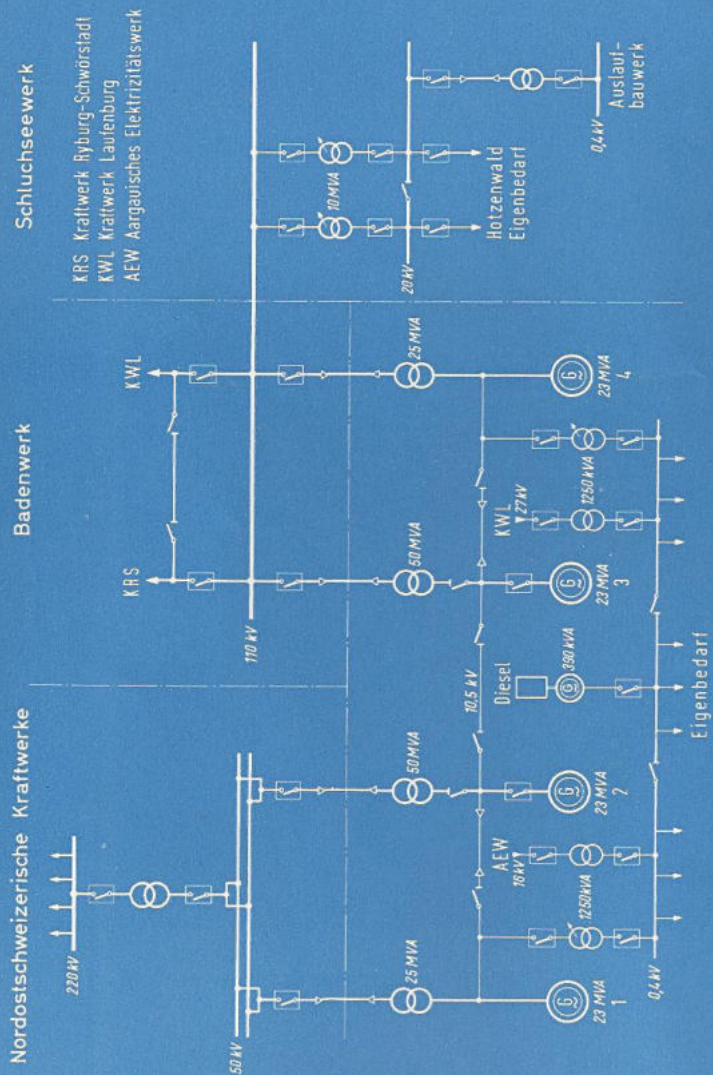 Nordostschweizerische Kraftwerke
Badenwerk
Schluchseewerk
KRS Kraftwerk Ryburg-Schwörstadt
KWL Kraftwerk Laufenburg
AEW Aargauisches Elektrizitätswerk
220 kV
50 kV
KRS
KWL
110 kV
10 MVA
20 kV
Hotzenwald
Eigenbedarf
0,4 kV
Auslauf-
bauwerk
25 MVA
50 MVA
50 MVA
25 MVA
10,5 kV
G
23 MVA
1
G
23 MVA
2
G
23 MVA
3
G
23 MVA
4
1250 kVA
AEW
16 kV
Diesel
G
390 kVA
KWL
27 kV
1250 kVA
0,4 kV
Eigenbedarf